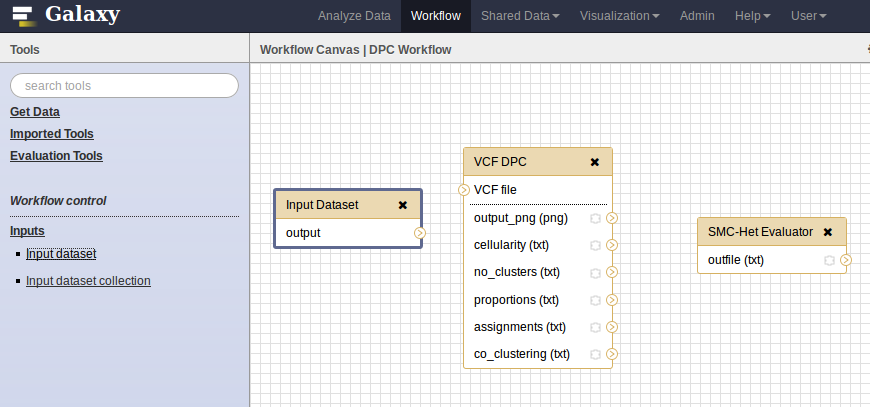 Galaxy
Analyze Data Workflow Shared Data Visualization Admin Help User
Tools
Workflow Canvas | DPC Workflow
search tools
Get Data
Imported Tools
Evaluation Tools
Workflow control
Inputs
Input dataset
Input dataset collection
Input Dataset
output
VCF DPC
VCF file
output_png (png)
cellularity (txt)
no_clusters (txt)
proportions (txt)
assignments (txt)
co_clustering (txt)
SMC-Het Evaluator
outfile (txt)